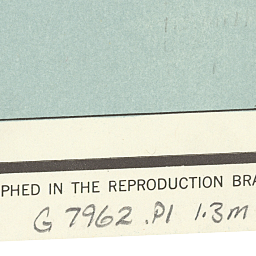 PHED IN THE REPRODUCTION BRA
G 7962 .P1 1.3m